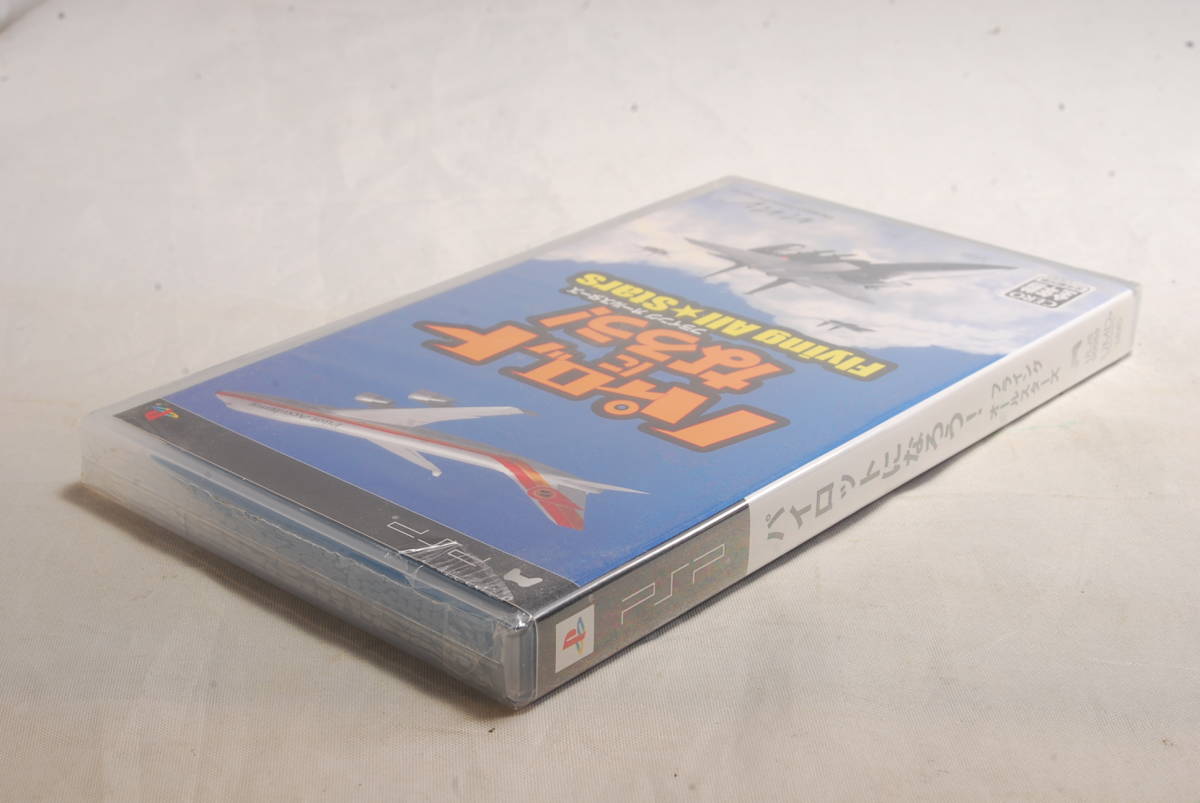 パイロット
になろう!
フライング オールスターズ
Flying All★Stars
CERO
PSP
PSP
パイロットになろう!
フライング
オールスターズ